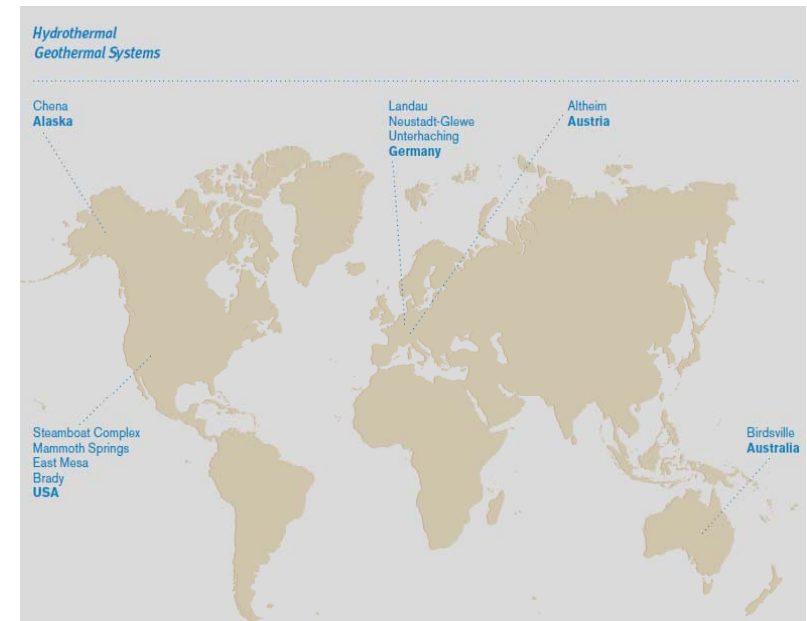 Hydrothermal
Geothermal Systems
Chena
Alaska
Landau
Neustadt-Glewe
Unterhaching
Germany
Altheim
Austria
Steamboat Complex
Mammoth Springs
East Mesa
Brady
USA
Birdsville
Australia